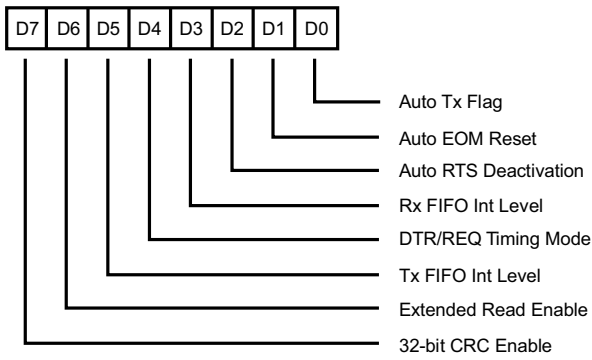 D7 D6 D5 D4 D3 D2 D1 D0
Auto Tx Flag
Auto EOM Reset
Auto RTS Deactivation
Rx FIFO Int Level
DTR/REQ Timing Mode
Tx FIFO Int Level
Extended Read Enable
32-bit CRC Enable